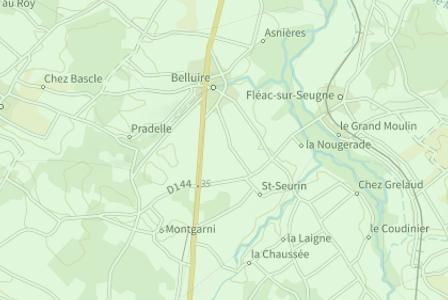 au Roy
Asnières
Chez Bascle
Belluire
Fléac-sur-Seugne
Pradelle
le Grand Moulin
la Nougerade
D144
35
St-Seurin
Chez Grelaud
Montgarni
la Laigne
le Coudinier
la Chaussée